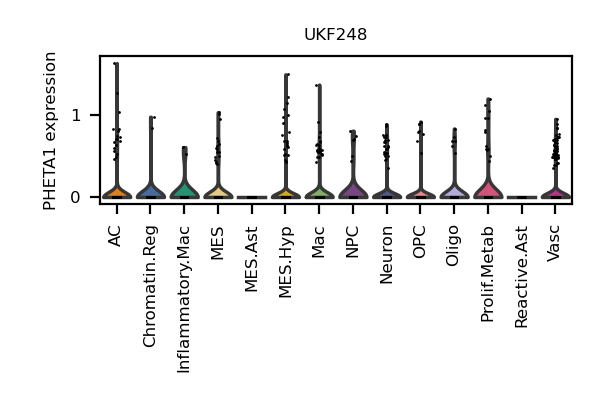 UKF248
PHETA1 expression
1
0
AC
Chromatin.Reg
Inflammatory.Mac
MES
MES.Ast
MES.Hyp
Mac
NPC
Neuron
OPC
Oligo
Prolif.Metab
Reactive.Ast
Vasc